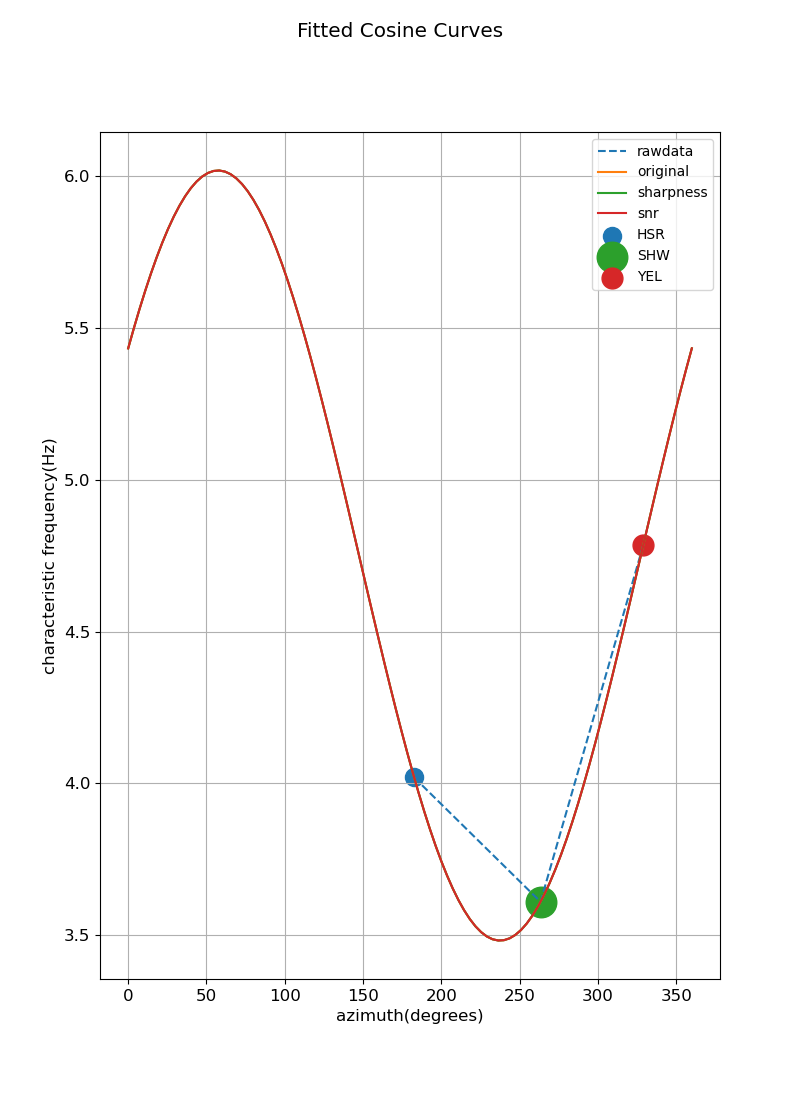 Fitted Cosine Curves
rawdata
original
sharpness
snr
HSR
SHW
YEL
6.0
5.5
5.0
4.5
4.0
3.5
characteristic frequency(Hz)
0 50 100 150 200 250 300 350
azimuth(degrees)